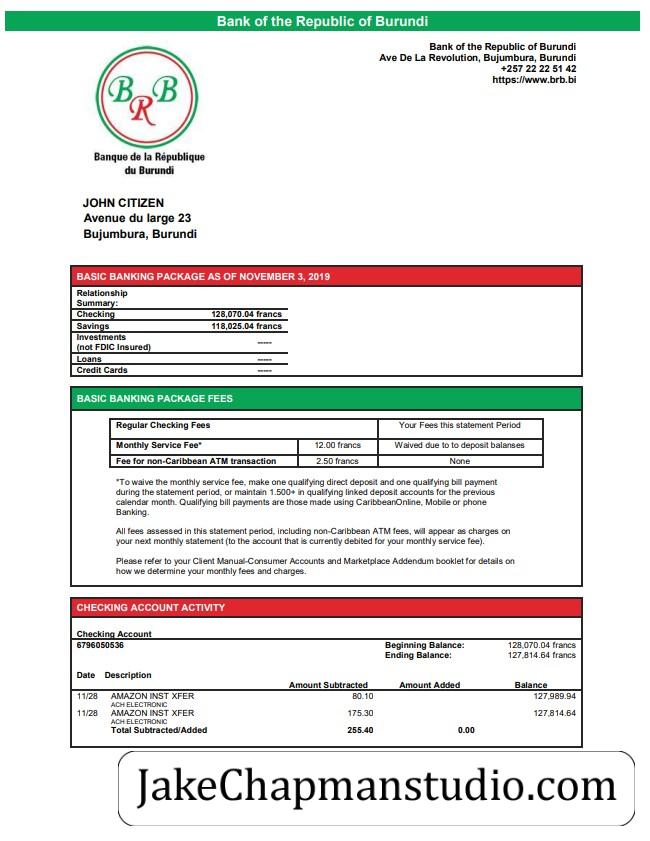 Bank of the Republic of Burundi
Bank of the Republic of Burundi
Ave De La Revolution, Bujumbura, Burundi
+257 22 22 51 42
https://www.brb.bi
B R B
Banque de la République
du Burundi
JOHN CITIZEN
Avenue du large 23
Bujumbura, Burundi
BASIC BANKING PACKAGE AS OF NOVEMBER 3, 2019
Relationship
Summary:
Checking 128,070.04 francs
Savings 118,025.04 francs
Investments
(not FDIC Insured) -----
Loans -----
Credit Cards -----
BASIC BANKING PACKAGE FEES
Regular Checking Fees Your Fees this statement Period
Monthly Service Fee* 12.00 francs Waived due to to deposit balanses
Fee for non-Caribbean ATM transaction 2.50 francs None
*To waive the monthly service fee, make one qualifying direct deposit and one qualifying bill payment
during the statement period, or maintain 1.500+ in qualifying linked deposit accounts for the previous
calendar month. Qualifying bill payments are those made using CaribbeanOnline, Mobile or phone
Banking.
All fees assessed in this statement period, including non-Caribbean ATM fees, will appear as charges on
your next monthly statement (to the account that is currently debited for your monthly service fee).
Please refer to your Client Manual-Consumer Accounts and Marketplace Addendum booklet for details on
how we determine your monthly fees and charges.
CHECKING ACCOUNT ACTIVITY
Checking Account
6796050536 Beginning Balance: 128,070.04 francs
Ending Balance: 127,814.64 francs
Date Description Amount Subtracted Amount Added Balance
11/28 AMAZON INST XFER 80.10 127,989.94
ACH ELECTRONIC
11/28 AMAZON INST XFER 175.30 127,814.64
ACH ELECTRONIC
Total Subtracted/Added 255.40 0.00
JakeChapmanstudio.com